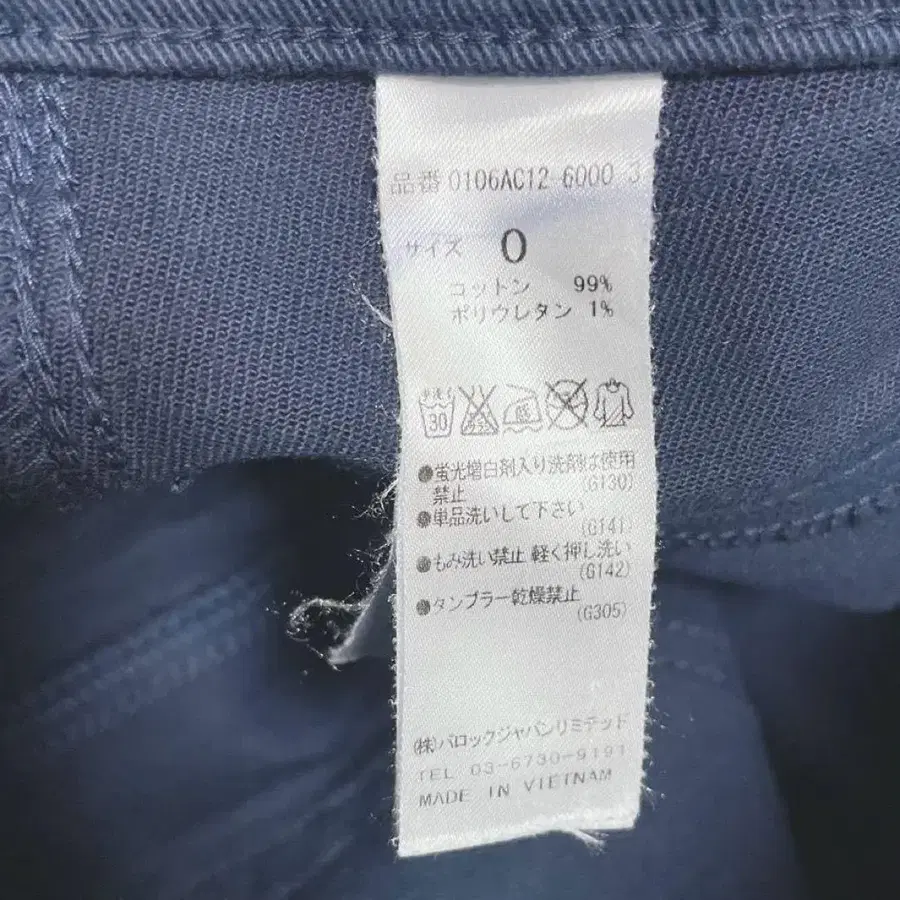 品番 0106AC12 6000 3
サイズ 0
コットン 99%
ポリウレタン 1%
手洗イ
30
●蛍光増白剤入り洗剤は使用
禁止 (G130)
●単品洗いして下さい
(G141)
●もみ洗い禁止 軽く押し洗い
(G142)
●タンブラー乾燥禁止
(G305)
(株)バロックジャパンリミテッド
TEL 03-6730-9191
MADE IN VIETNAM